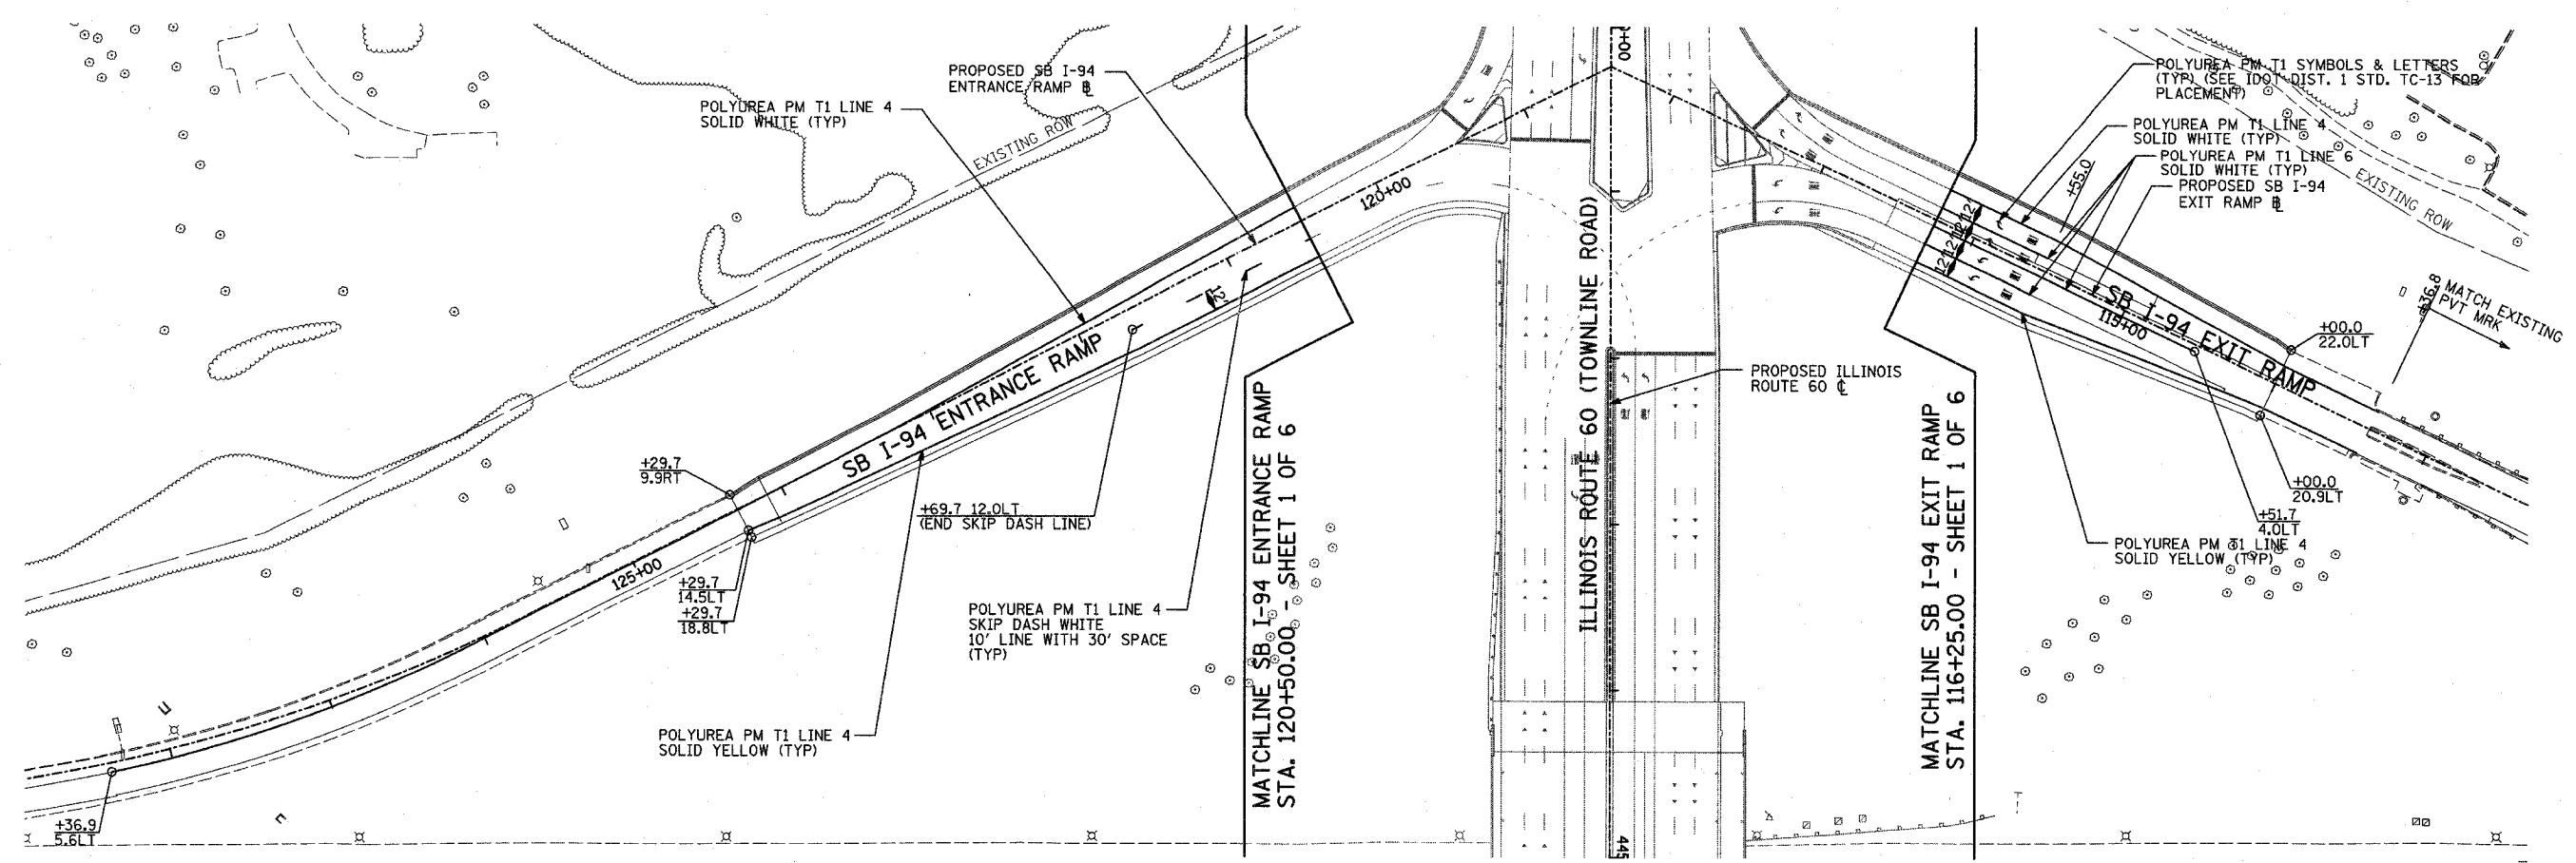 PROPOSED SB I-94
ENTRANCE RAMP ⅊
POLYUREA PM T1 LINE 4
SOLID WHITE (TYP)
EXISTING ROW
120+00
12'
SB I-94 ENTRANCE RAMP
+29.7
9.9RT
+69.7 12.0LT
(END SKIP DASH LINE)
125+00
+29.7
14.5LT
+29.7
18.8LT
POLYUREA PM T1 LINE 4
SKIP DASH WHITE
10' LINE WITH 30' SPACE
(TYP)
POLYUREA PM T1 LINE 4
SOLID YELLOW (TYP)
+36.9
5.6LT
MATCHLINE SB I-94 ENTRANCE RAMP
STA. 120+50.00 - SHEET 1 OF 6
0+00
ILLINOIS ROUTE 60 (TOWNLINE ROAD)
445
PROPOSED ILLINOIS
ROUTE 60 ℄
MATCHLINE SB I-94 EXIT RAMP
STA. 116+25.00 - SHEET 1 OF 6
POLYUREA PM T1 SYMBOLS & LETTERS
(TYP) (SEE IDOT DIST. 1 STD. TC-13 FOR
PLACEMENT)
POLYUREA PM T1 LINE 4
SOLID WHITE (TYP)
POLYUREA PM T1 LINE 6
SOLID WHITE (TYP)
PROPOSED SB I-94
EXIT RAMP ⅊
+55.0
EXISTING ROW
12'
12'
12'
12'
SB I-94 EXIT RAMP
115+00
+36.8
MATCH EXISTING
PVT MRK
+00.0
22.0LT
+00.0
20.9LT
+51.7
4.0LT
POLYUREA PM T1 LINE 4
SOLID YELLOW (TYP)